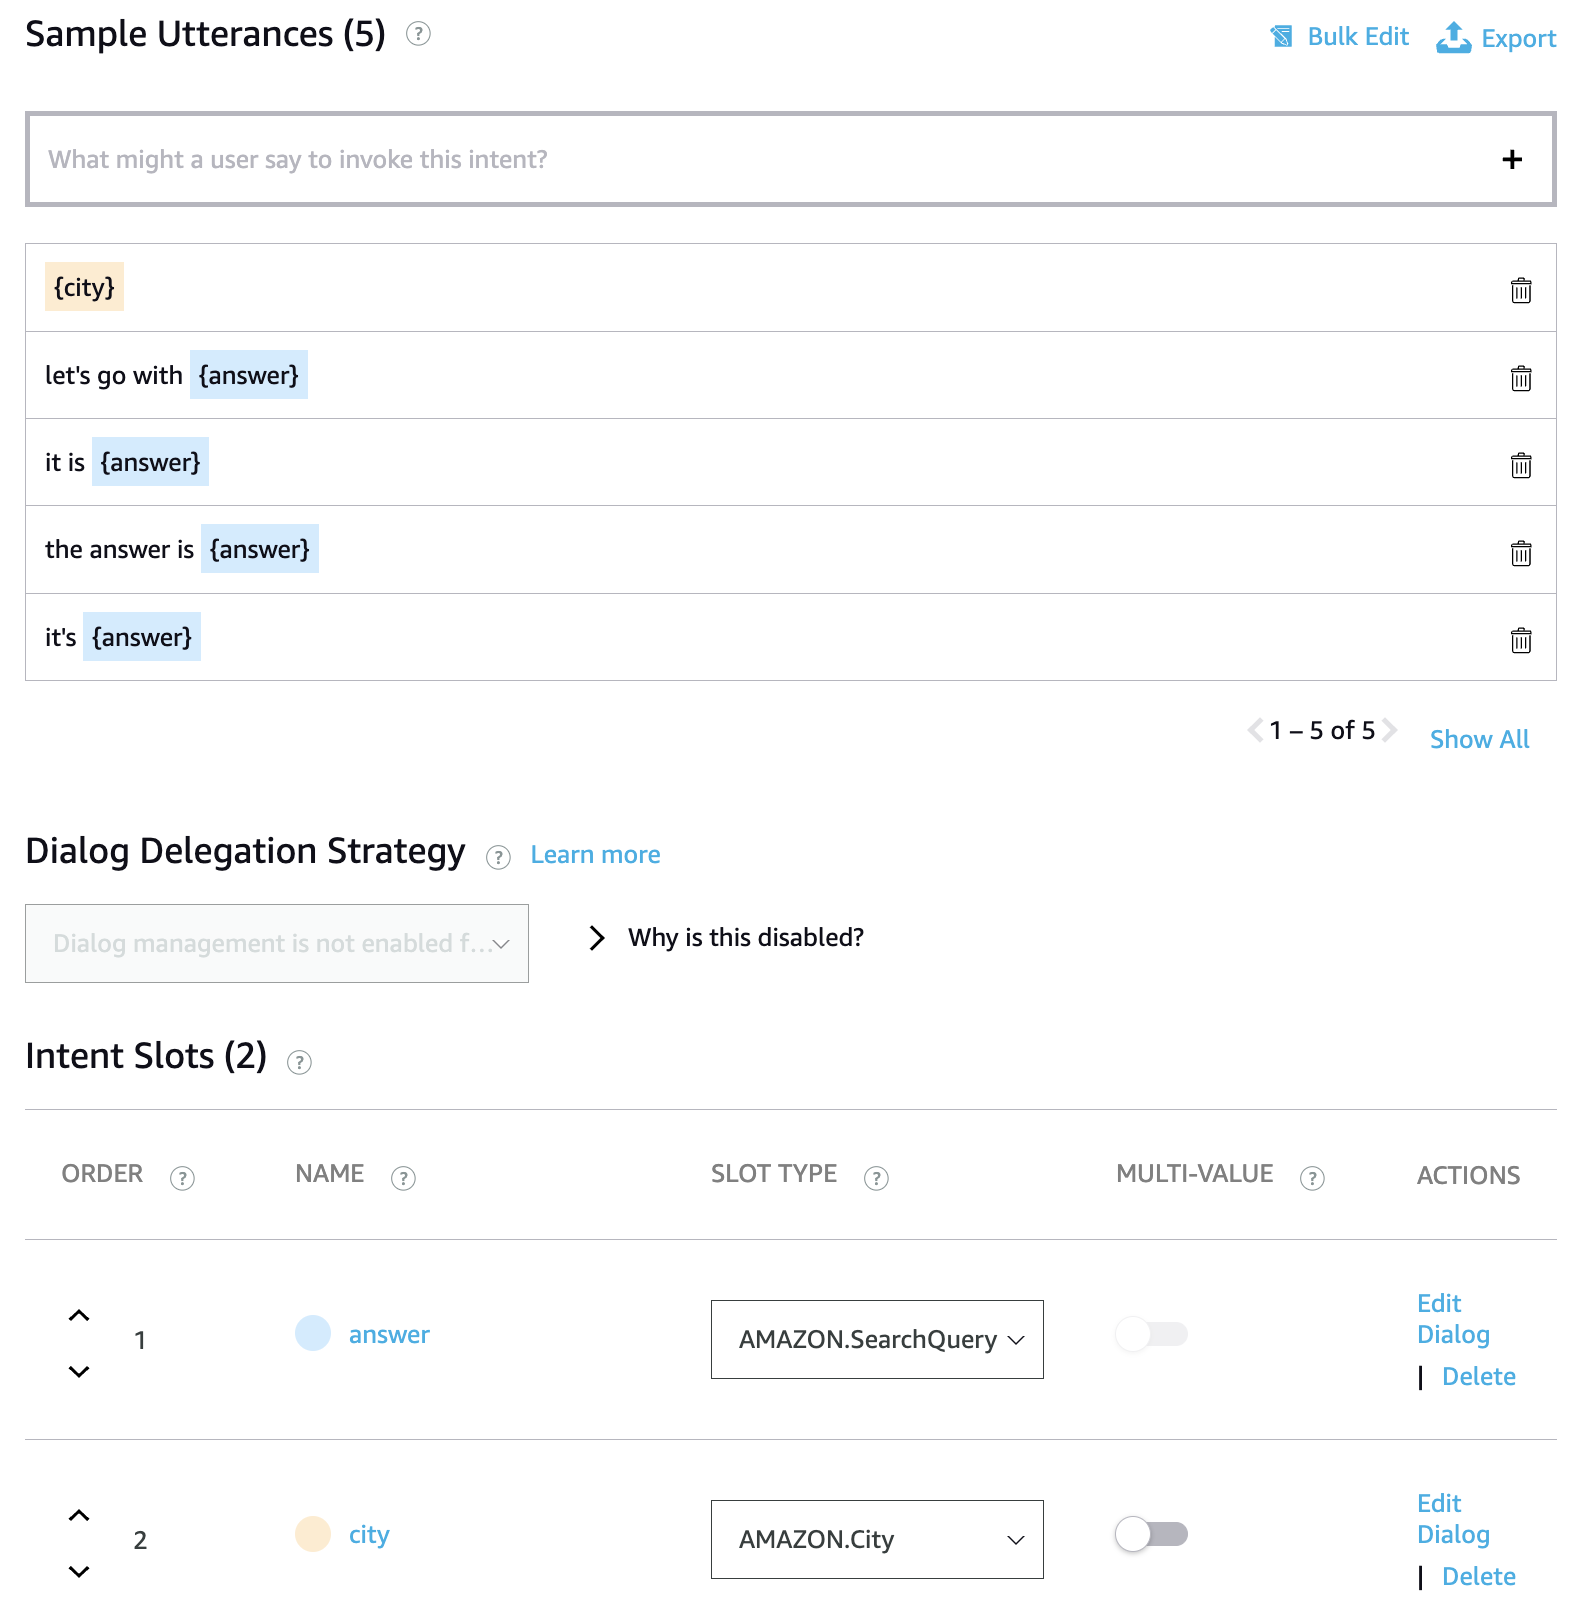 Sample Utterances (5) ?
Bulk Edit
Export
What might a user say to invoke this intent?
{city}
let's go with {answer}
it is {answer}
the answer is {answer}
it's {answer}
1 – 5 of 5
Show All
Dialog Delegation Strategy ? Learn more
Dialog management is not enabled f...
Why is this disabled?
Intent Slots (2) ?
ORDER ? NAME ? SLOT TYPE ? MULTI-VALUE ? ACTIONS
1 answer AMAZON.SearchQuery
Edit
Dialog
| Delete
2 city AMAZON.City
Edit
Dialog
| Delete